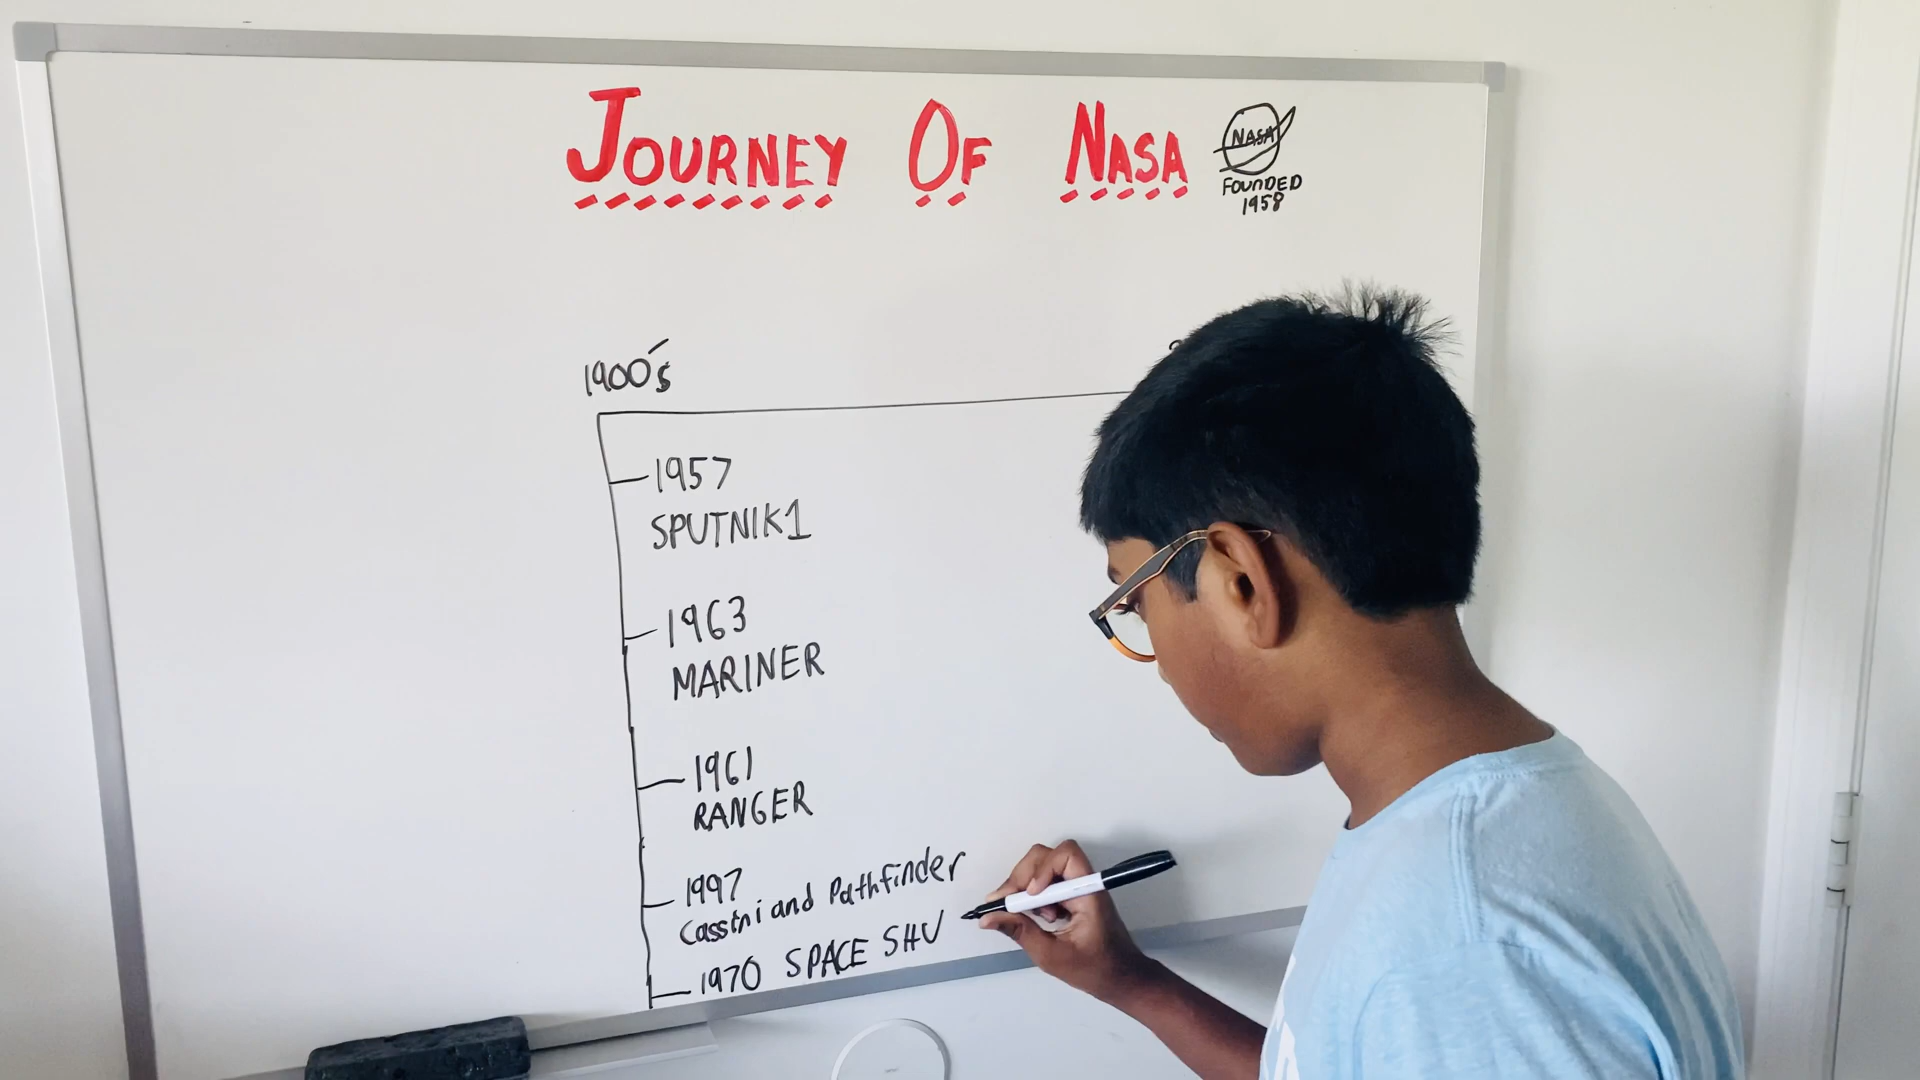 JOURNEY OF NASA
NASA
FOUNDED
1958
1900's
1957
SPUTNIK1
1963
MARINER
1961
RANGER
1997
Casstni and Pathfinder
1970 SPACE SHU